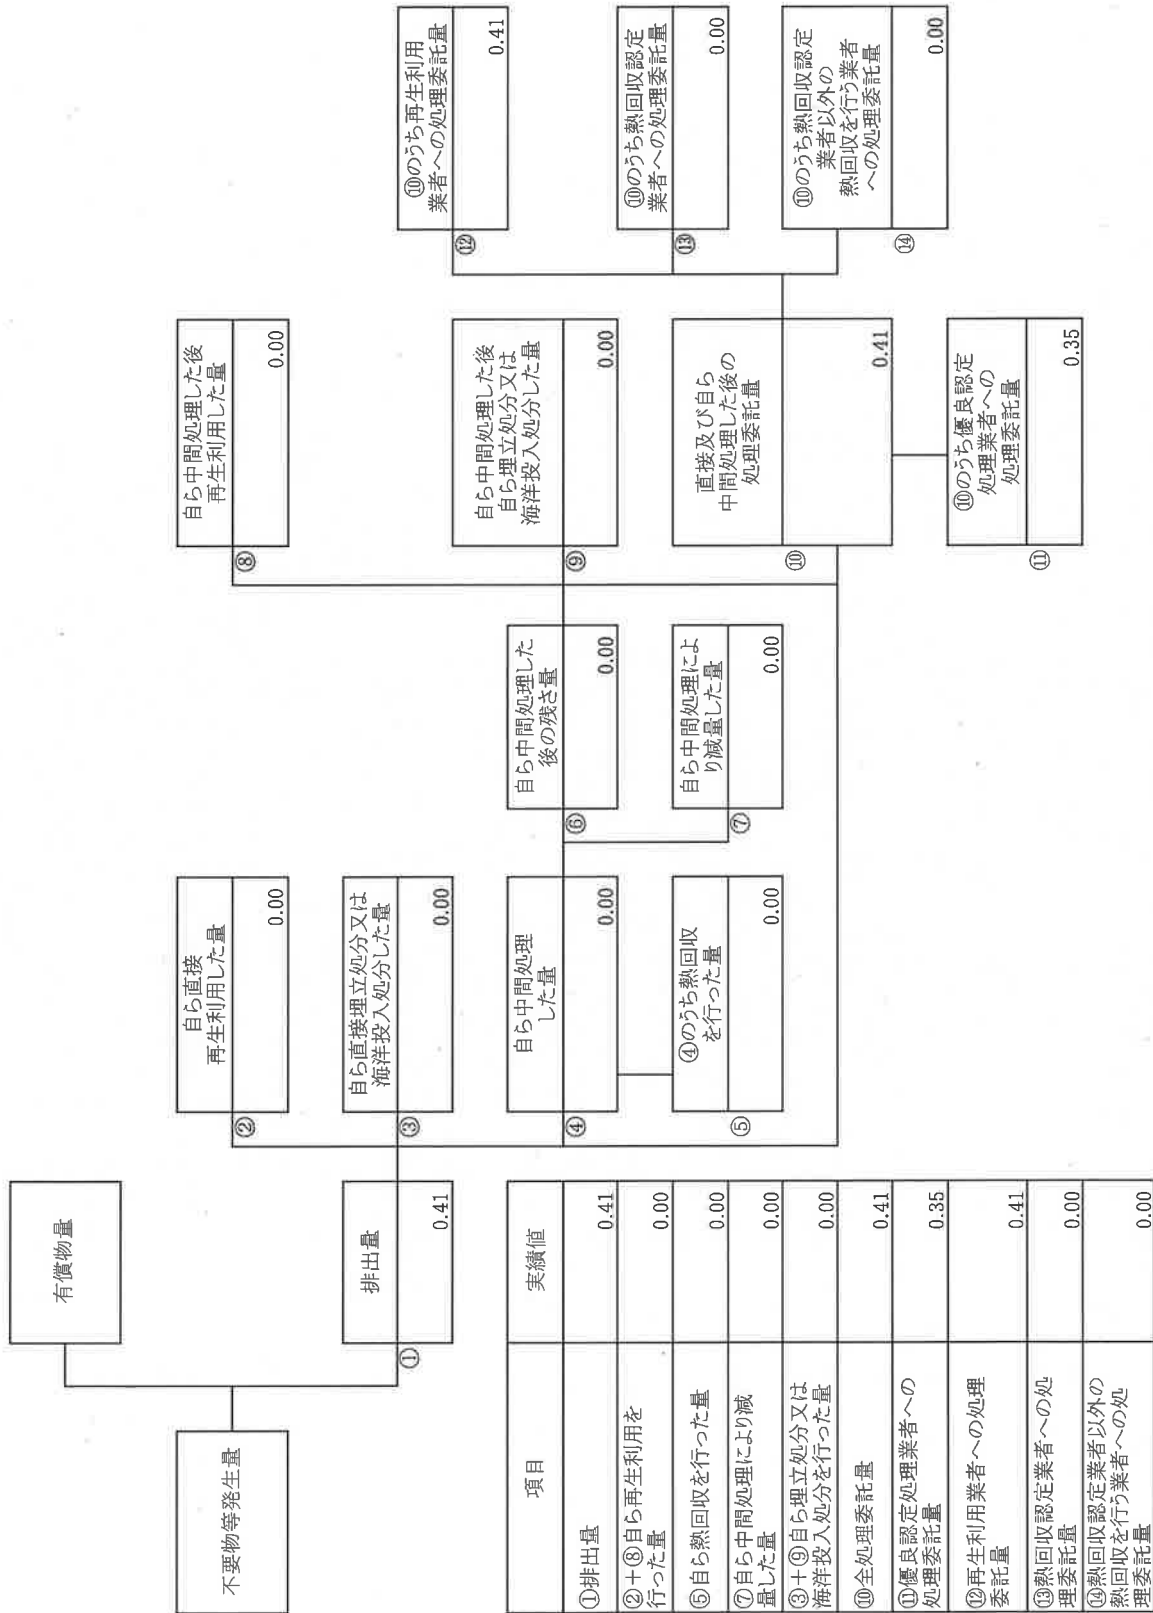 不要物等発生量
有償物量
①
排出量
0.41
②
自ら直接
再生利用した量
0.00
③
自ら直接埋立処分又は
海洋投入処分した量
0.00
④
自ら中間処理
した量
0.00
⑤
④のうち熱回収
を行った量
0.00
⑥
自ら中間処理した
後の残さ量
0.00
⑦
自ら中間処理によ
り減量した量
0.00
⑧
自ら中間処理した後
再生利用した量
0.00
⑨
自ら中間処理した後
自ら埋立処分又は
海洋投入処分した量
0.00
⑩
直接及び自ら
中間処理した後の
処理委託量
0.41
⑪
⑩のうち優良認定
処理業者への
処理委託量
0.35
⑫
⑩のうち再生利用
業者への処理委託量
0.41
⑬
⑩のうち熱回収認定
業者への処理委託量
0.00
⑭
⑩のうち熱回収認定
業者以外の
熱回収を行う業者
への処理委託量
0.00
項目 実績値
①排出量 0.41
②+⑧自ら再生利用を
行った量 0.00
⑤自ら熱回収を行った量 0.00
⑦自ら中間処理により減
量した量 0.00
③+⑨自ら埋立処分又は
海洋投入処分を行った量 0.00
⑩全処理委託量 0.41
⑪優良認定処理業者への
処理委託量 0.35
⑫再生利用業者への処理
委託量 0.41
⑬熱回収認定業者への処
理委託量 0.00
⑭熱回収認定業者以外の
熱回収を行う業者への処
理委託量 0.00